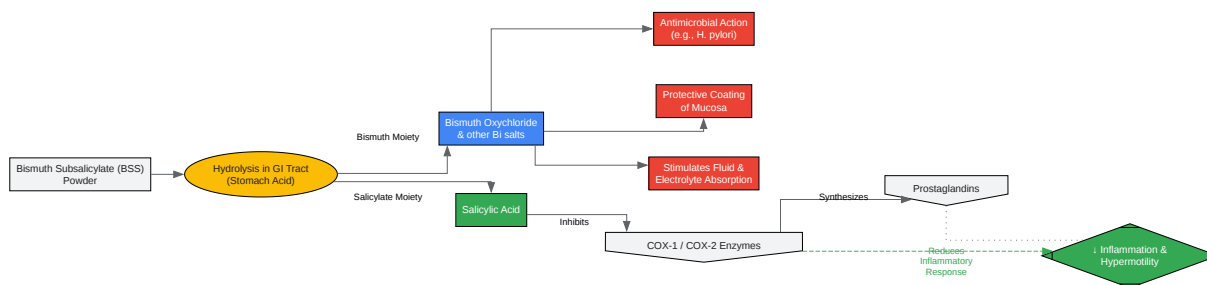 Antimicrobial Action
(e.g., H. pylori)
Protective Coating
of Mucosa
Bismuth Oxychloride
& other Bi salts
Bismuth Moiety
Bismuth Subsalicylate (BSS)
Powder
Hydrolysis in GI Tract
(Stomach Acid)
Stimulates Fluid &
Electrolyte Absorption
Salicylate Moiety
Salicylic Acid
Inhibits
Synthesizes
Prostaglandins
COX-1 / COX-2 Enzymes
Reduces
Inflammatory
Response
↓ Inflammation &
Hypermotility